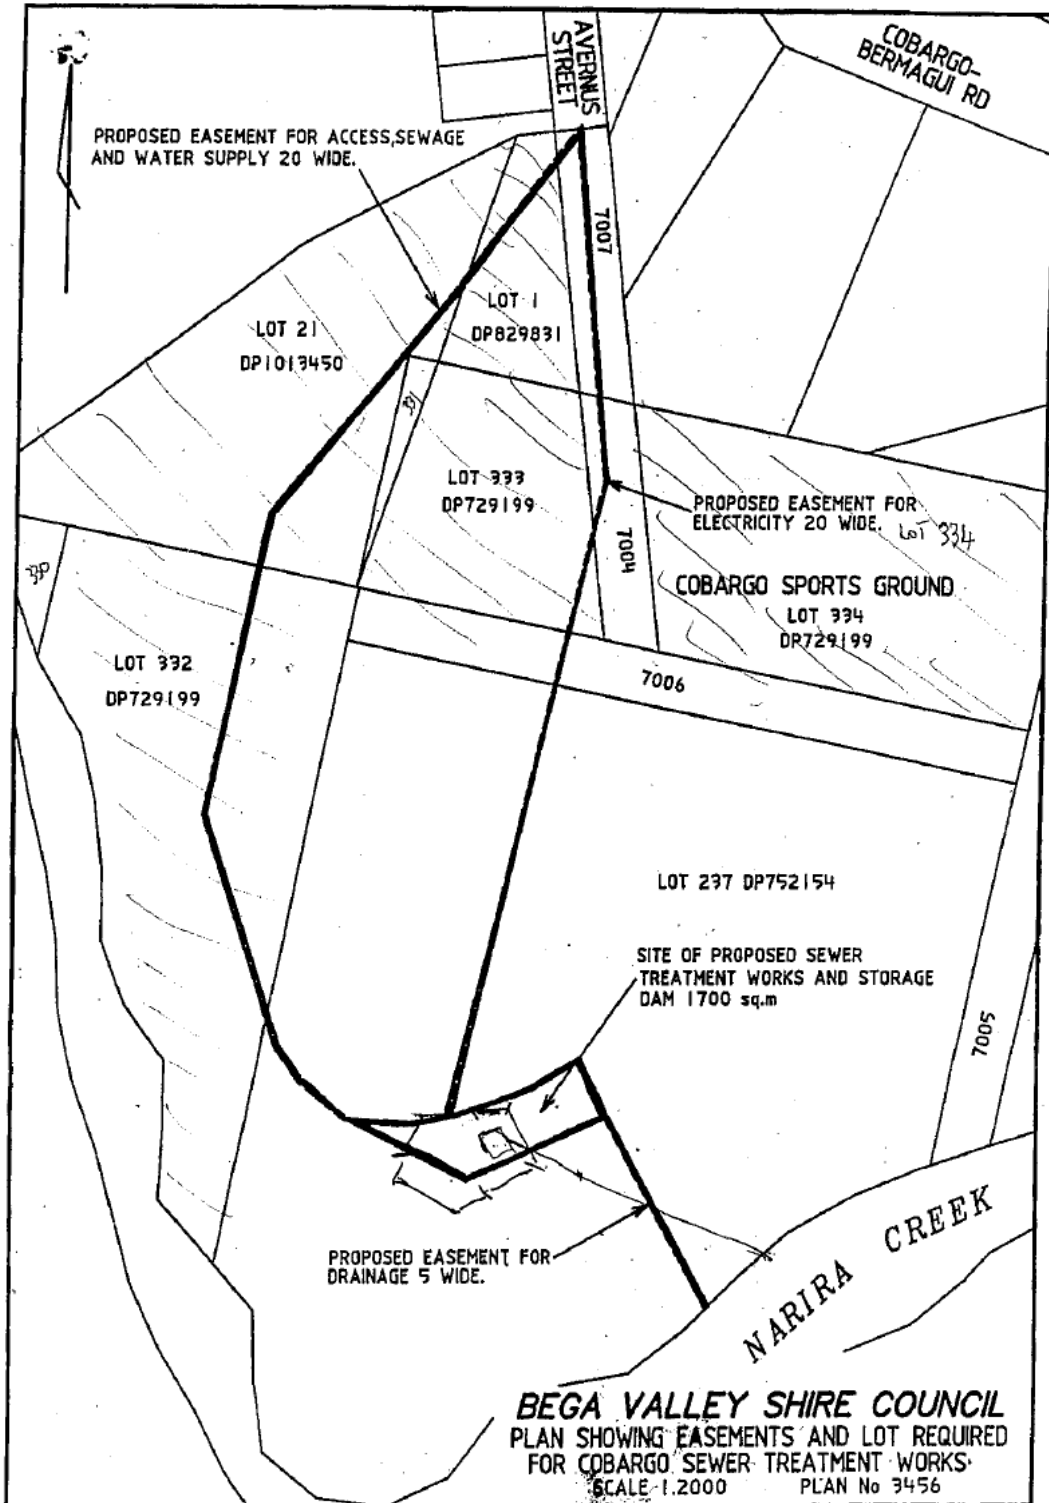 AVERNUS
STREET
COBARGO-
BERMAGUI RD
PROPOSED EASEMENT FOR ACCESS,SEWAGE
AND WATER SUPPLY 20 WIDE.
7007
LOT 1
DP829831
LOT 21
DP1013450
331
LOT 333
DP729199
PROPOSED EASEMENT FOR
ELECTRICITY 20 WIDE.
LOT 334
7004
COBARGO SPORTS GROUND
LOT 334
DP729199
330
LOT 332
DP729199
7006
LOT 237 DP752154
SITE OF PROPOSED SEWER
TREATMENT WORKS AND STORAGE
DAM 1700 sq.m
7005
PROPOSED EASEMENT FOR
DRAINAGE 5 WIDE.
NARIRA CREEK
BEGA VALLEY SHIRE COUNCIL
PLAN SHOWING EASEMENTS AND LOT REQUIRED
FOR COBARGO SEWER TREATMENT WORKS
SCALE 1:2000 PLAN No 3456